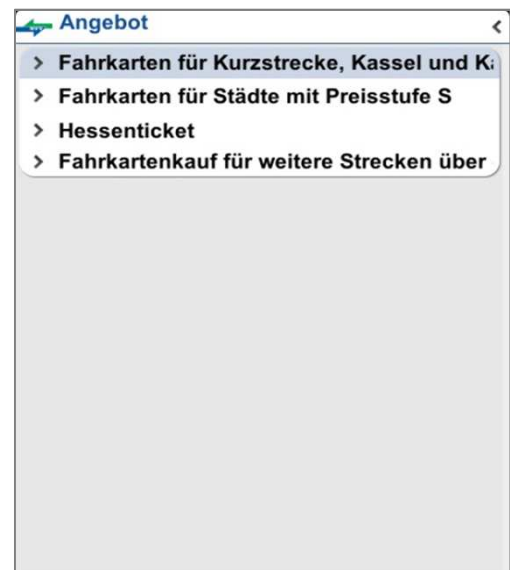 Angebot
Fahrkarten für Kurzstrecke, Kassel und
Fahrkarten für Städte mit Preisstufe S
Hessenticket
Fahrkartenkauf für weitere Strecken über